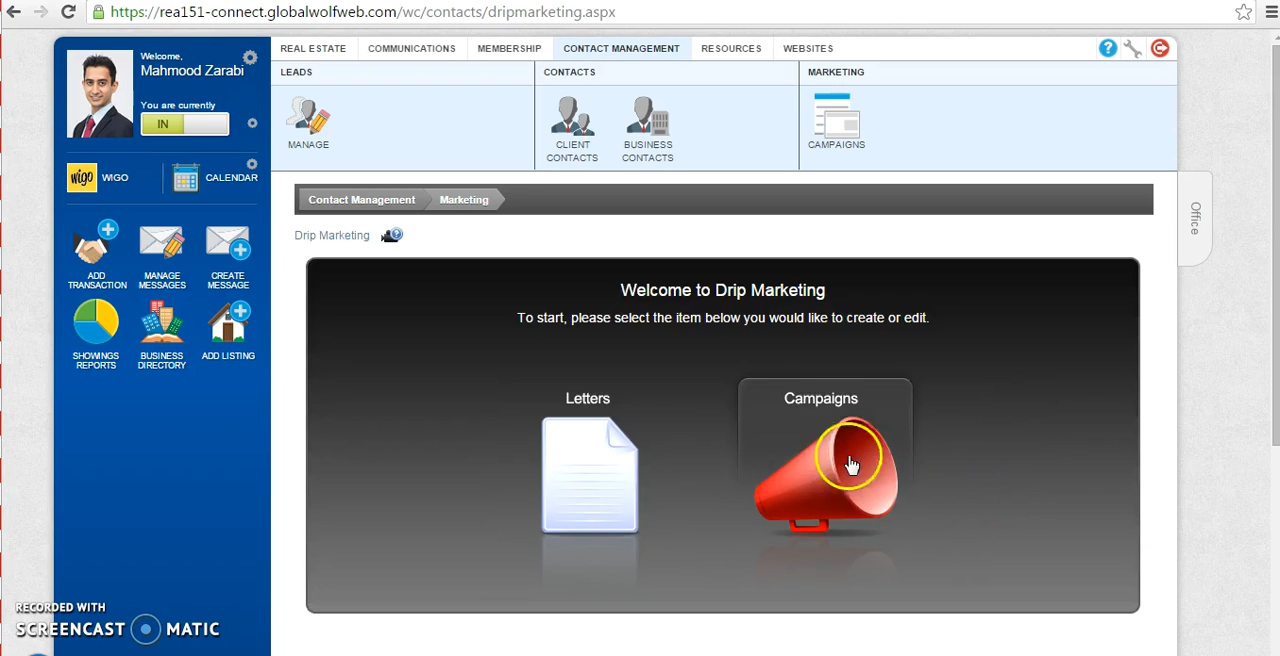 https://rea151-connect.globalwolfweb.com/wc/contacts/dripmarketing.aspx
Welcome,
Mahmood Zarabi
You are currently
IN
wigo WIGO
CALENDAR
ADD TRANSACTION
MANAGE MESSAGES
CREATE MESSAGE
SHOWINGS REPORTS
BUSINESS DIRECTORY
ADD LISTING
REAL ESTATE COMMUNICATIONS MEMBERSHIP CONTACT MANAGEMENT RESOURCES WEBSITES ?
LEADS CONTACTS MARKETING
MANAGE
CLIENT CONTACTS
BUSINESS CONTACTS
CAMPAIGNS
Contact Management Marketing
Drip Marketing ?
Office
Welcome to Drip Marketing
To start, please select the item below you would like to create or edit.
Letters Campaigns
RECORDED WITH
SCREENCAST MATIC